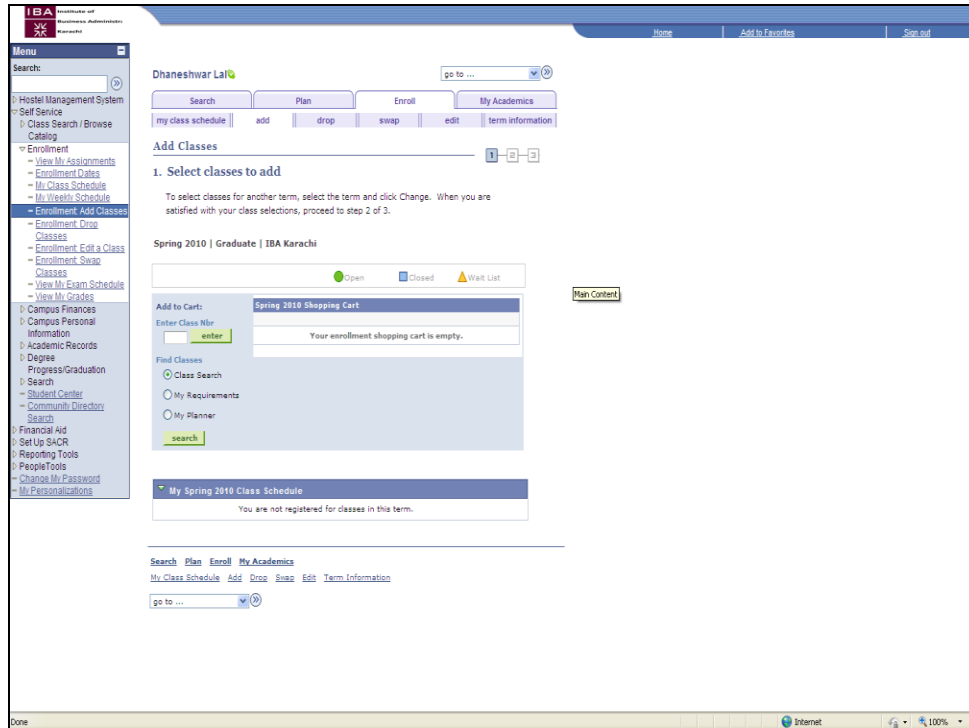 IBA Institute of
Business Administr
Karachi
Home Add to Favorites Sign out
Menu
Search:
Hostel Management System
Self Service
Class Search / Browse
Catalog
Enrollment
View My Assignments
Enrollment Dates
My Class Schedule
My Weekly Schedule
Enrollment: Add Classes
Enrollment: Drop
Classes
Enrollment: Edit a Class
Enrollment: Swap
Classes
View My Exam Schedule
View My Grades
Campus Finances
Campus Personal
Information
Academic Records
Degree
Progress/Graduation
Search
Student Center
Community Directory
Search
Financial Aid
Set Up SACR
Reporting Tools
PeopleTools
Change My Password
My Personalizations
Dhaneshwar Lal
go to ...
Search Plan Enroll My Academics
my class schedule add drop swap edit term information
Add Classes
1 2 3
1. Select classes to add
To select classes for another term, select the term and click Change. When you are
satisfied with your class selections, proceed to step 2 of 3.
Spring 2010 | Graduate | IBA Karachi
Open Closed Wait List
Add to Cart:
Enter Class Nbr
enter
Find Classes
Class Search
My Requirements
My Planner
search
Spring 2010 Shopping Cart
Your enrollment shopping cart is empty.
Main Content
My Spring 2010 Class Schedule
You are not registered for classes in this term.
Search Plan Enroll My Academics
My Class Schedule Add Drop Swap Edit Term Information
go to ...
Done Internet 100%